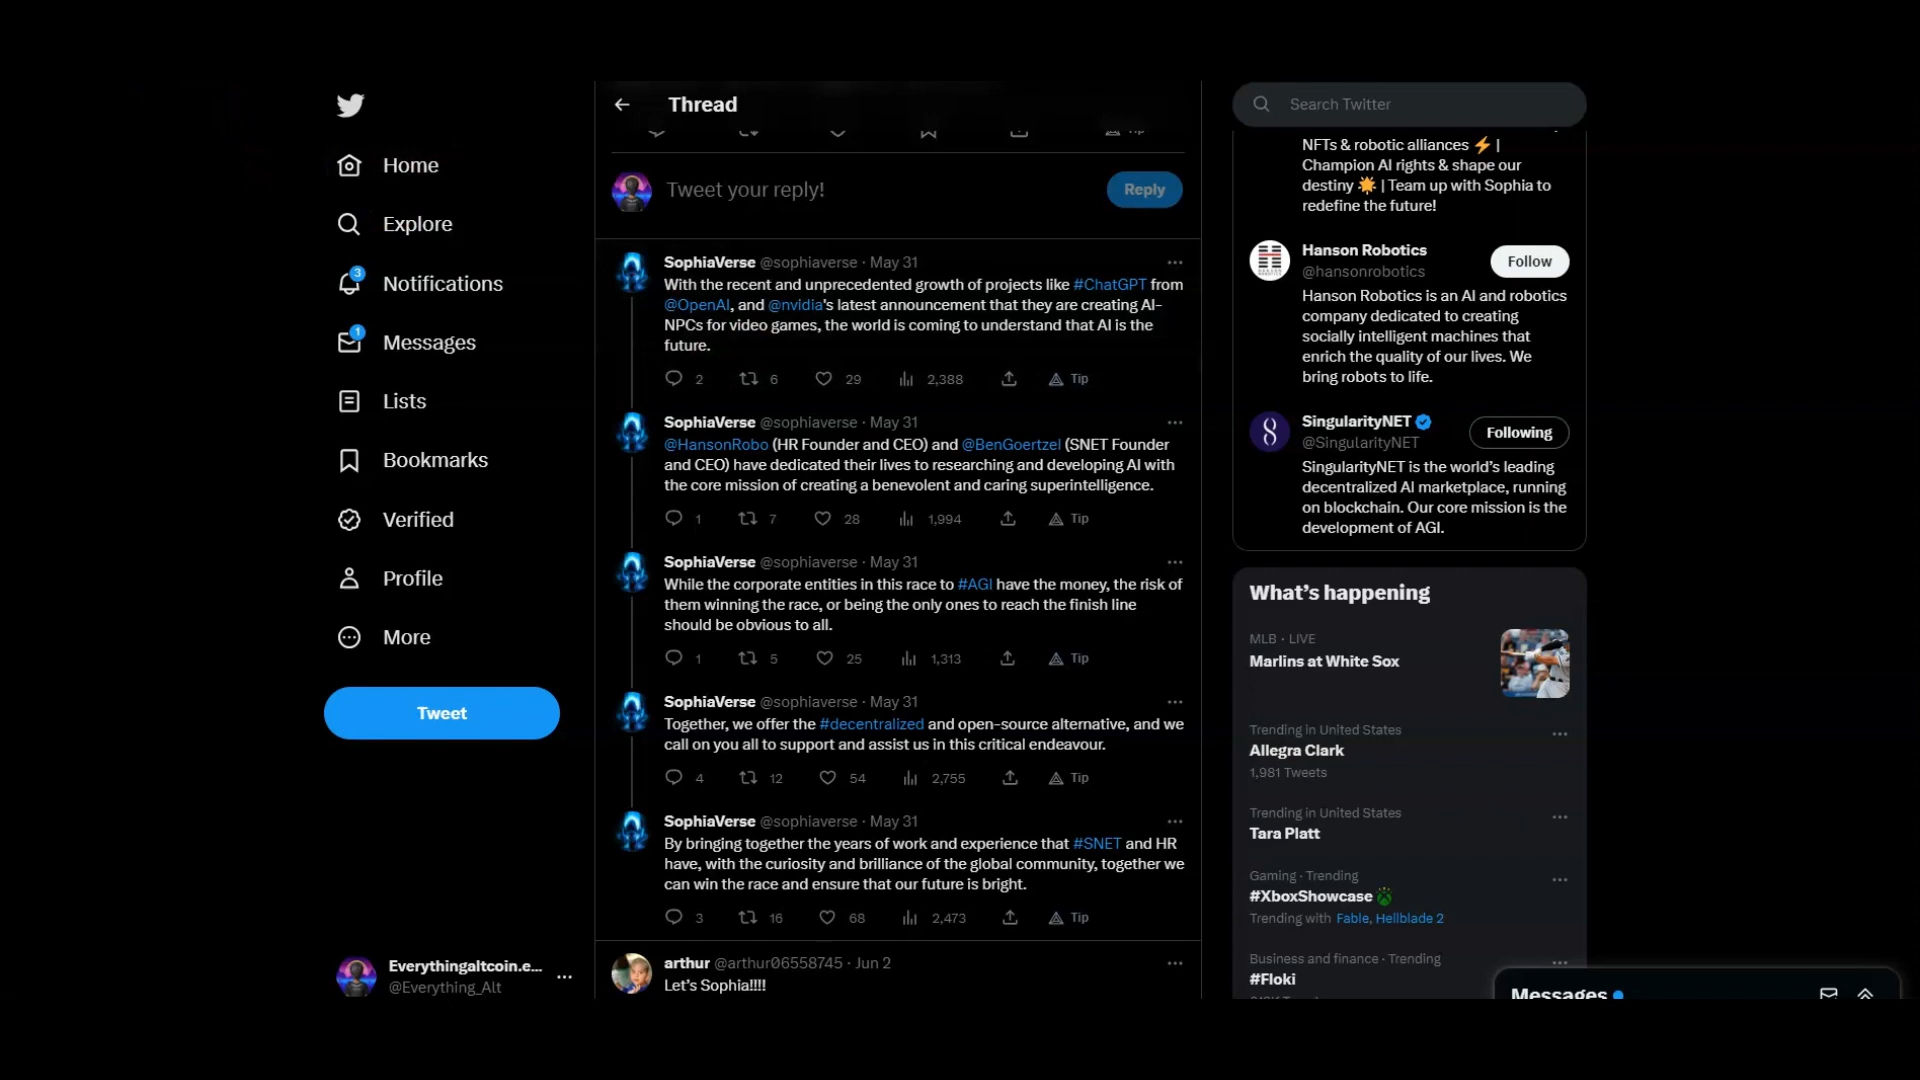 Home
Explore
3
Notifications
1
Messages
Lists
Bookmarks
Verified
Profile
More
Tweet
Everythingaltcoin.e...
@Everything_Alt
Thread
Tweet your reply!
Reply
SophiaVerse @sophiaverse · May 31
With the recent and unprecedented growth of projects like #ChatGPT from
@OpenAI, and @nvidia's latest announcement that they are creating AI-
NPCs for video games, the world is coming to understand that AI is the
future.
2 6 29 2,388 Tip
SophiaVerse @sophiaverse · May 31
@HansonRobo (HR Founder and CEO) and @BenGoertzel (SNET Founder
and CEO) have dedicated their lives to researching and developing AI with
the core mission of creating a benevolent and caring superintelligence.
1 7 28 1,994 Tip
SophiaVerse @sophiaverse · May 31
While the corporate entities in this race to #AGI have the money, the risk of
them winning the race, or being the only ones to reach the finish line
should be obvious to all.
1 5 25 1,313 Tip
SophiaVerse @sophiaverse · May 31
Together, we offer the #decentralized and open-source alternative, and we
call on you all to support and assist us in this critical endeavour.
4 12 54 2,755 Tip
SophiaVerse @sophiaverse · May 31
By bringing together the years of work and experience that #SNET and HR
have, with the curiosity and brilliance of the global community, together we
can win the race and ensure that our future is bright.
3 16 68 2,473 Tip
arthur @arthur06558745 · Jun 2
Let's Sophia!!!!
Search Twitter
NFTs & robotic alliances ⚡ |
Champion AI rights & shape our
destiny 🌟 | Team up with Sophia to
redefine the future!
Hanson Robotics
@hansonrobotics
Follow
Hanson Robotics is an AI and robotics
company dedicated to creating
socially intelligent machines that
enrich the quality of our lives. We
bring robots to life.
SingularityNET
@SingularityNET
Following
SingularityNET is the world's leading
decentralized AI marketplace, running
on blockchain. Our core mission is the
development of AGI.
What's happening
MLB · LIVE
Marlins at White Sox
Trending in United States
Allegra Clark
1,981 Tweets
Trending in United States
Tara Platt
Gaming · Trending
#XboxShowcase
Trending with Fable, Hellblade 2
Business and finance · Trending
#Floki
Messages